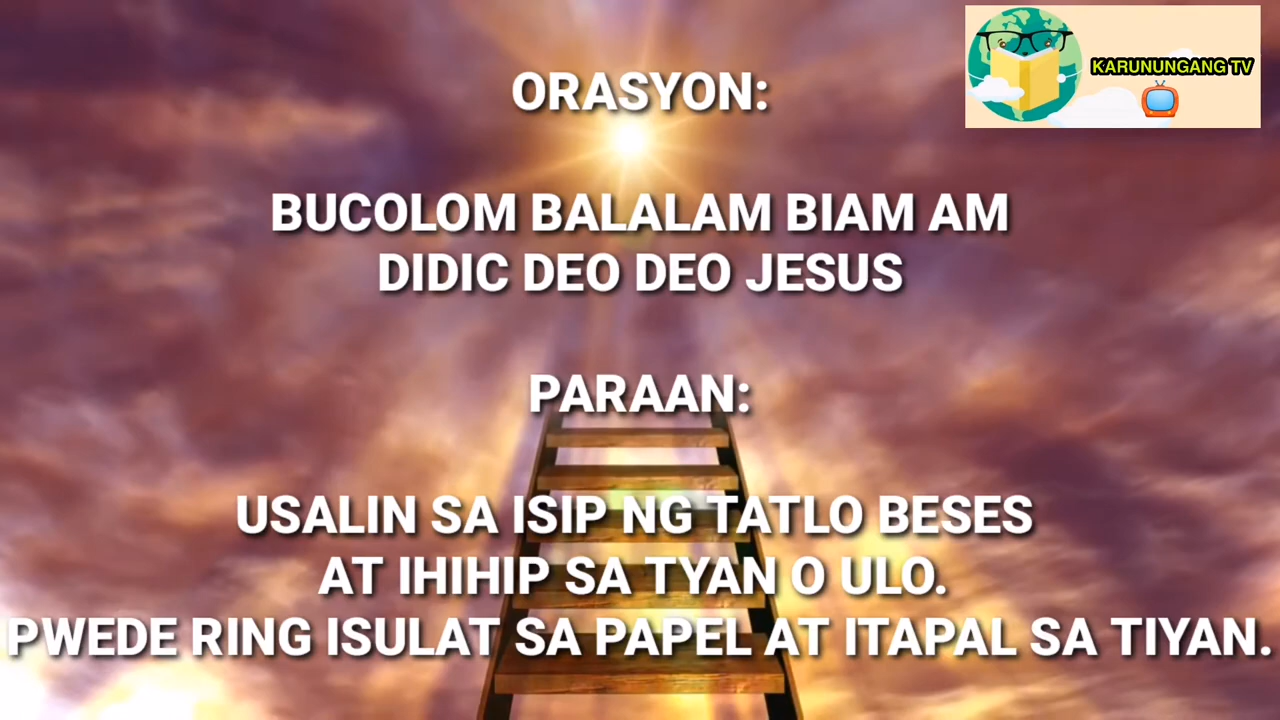 KARUNUNGANG TV
ORASYON:
BUCOLOM BALALAM BIAM AM
DIDIC DEO DEO JESUS
PARAAN:
USALIN SA ISIP NG TATLO BESES
AT IHIHIP SA TYAN O ULO.
PWEDE RING ISULAT SA PAPEL AT ITAPAL SA TIYAN.